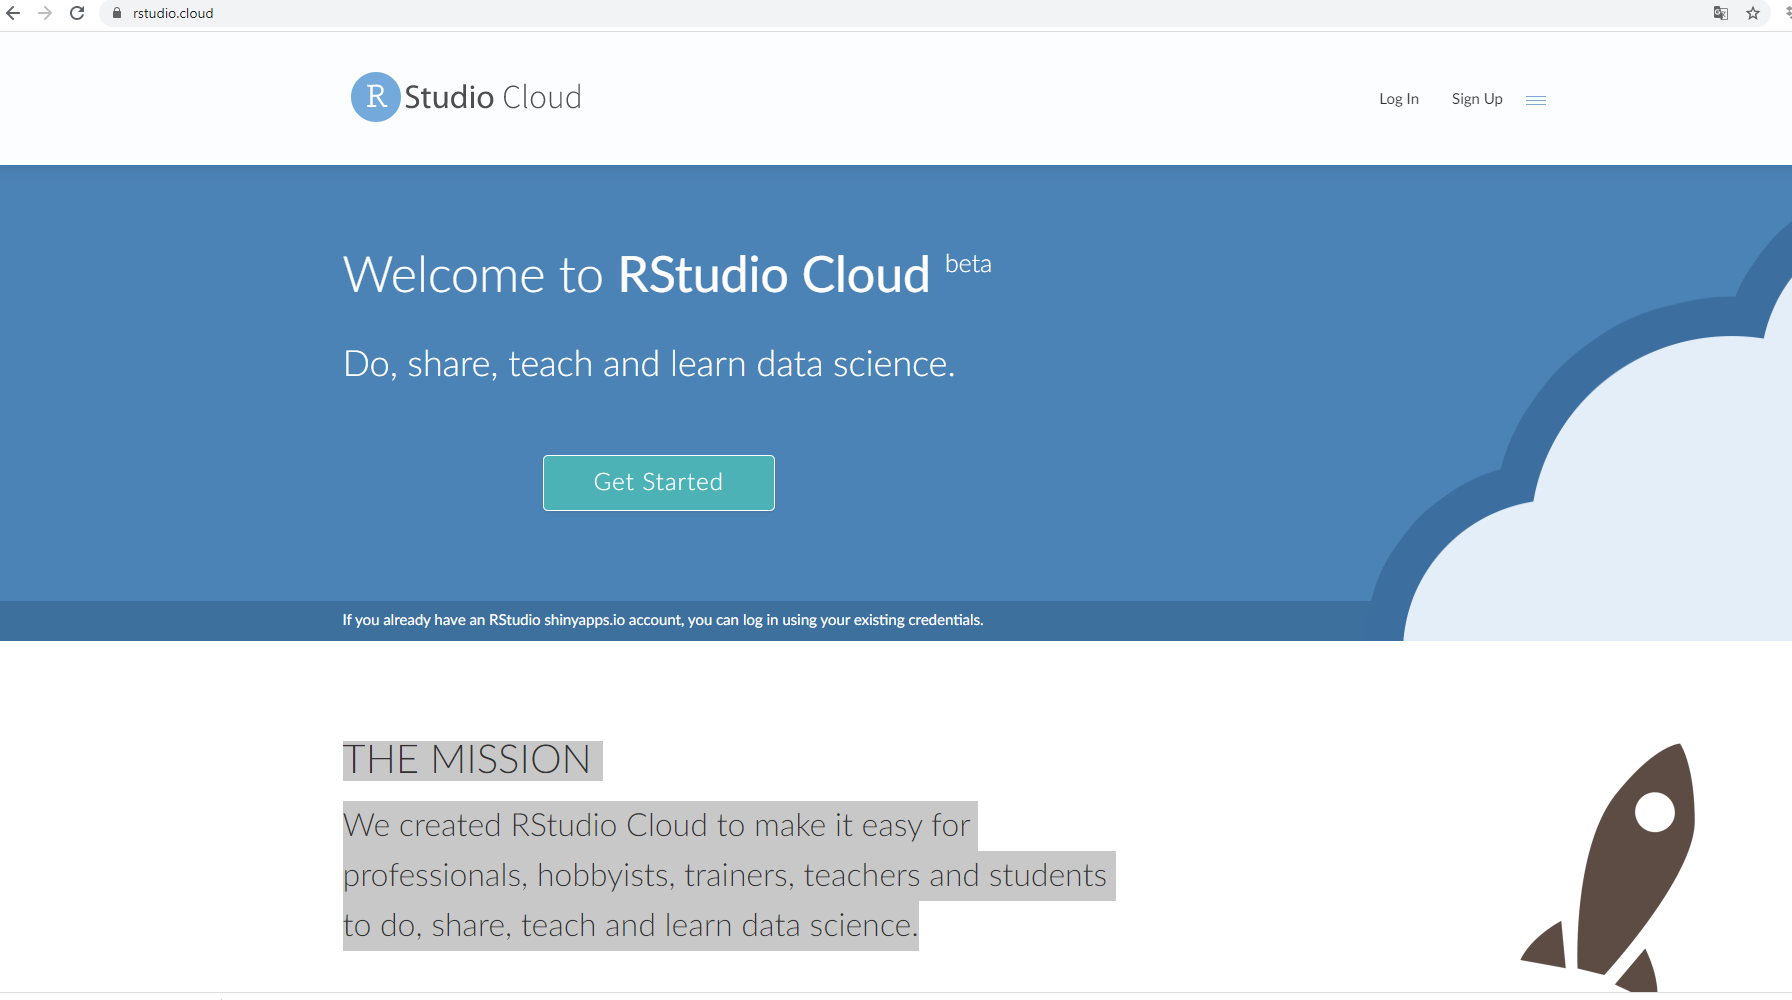 rstudio.cloud
R Studio Cloud
Log In Sign Up
Welcome to RStudio Cloud beta
Do, share, teach and learn data science.
Get Started
If you already have an RStudio shinyapps.io account, you can log in using your existing credentials.
THE MISSION
We created RStudio Cloud to make it easy for
professionals, hobbyists, trainers, teachers and students
to do, share, teach and learn data science.